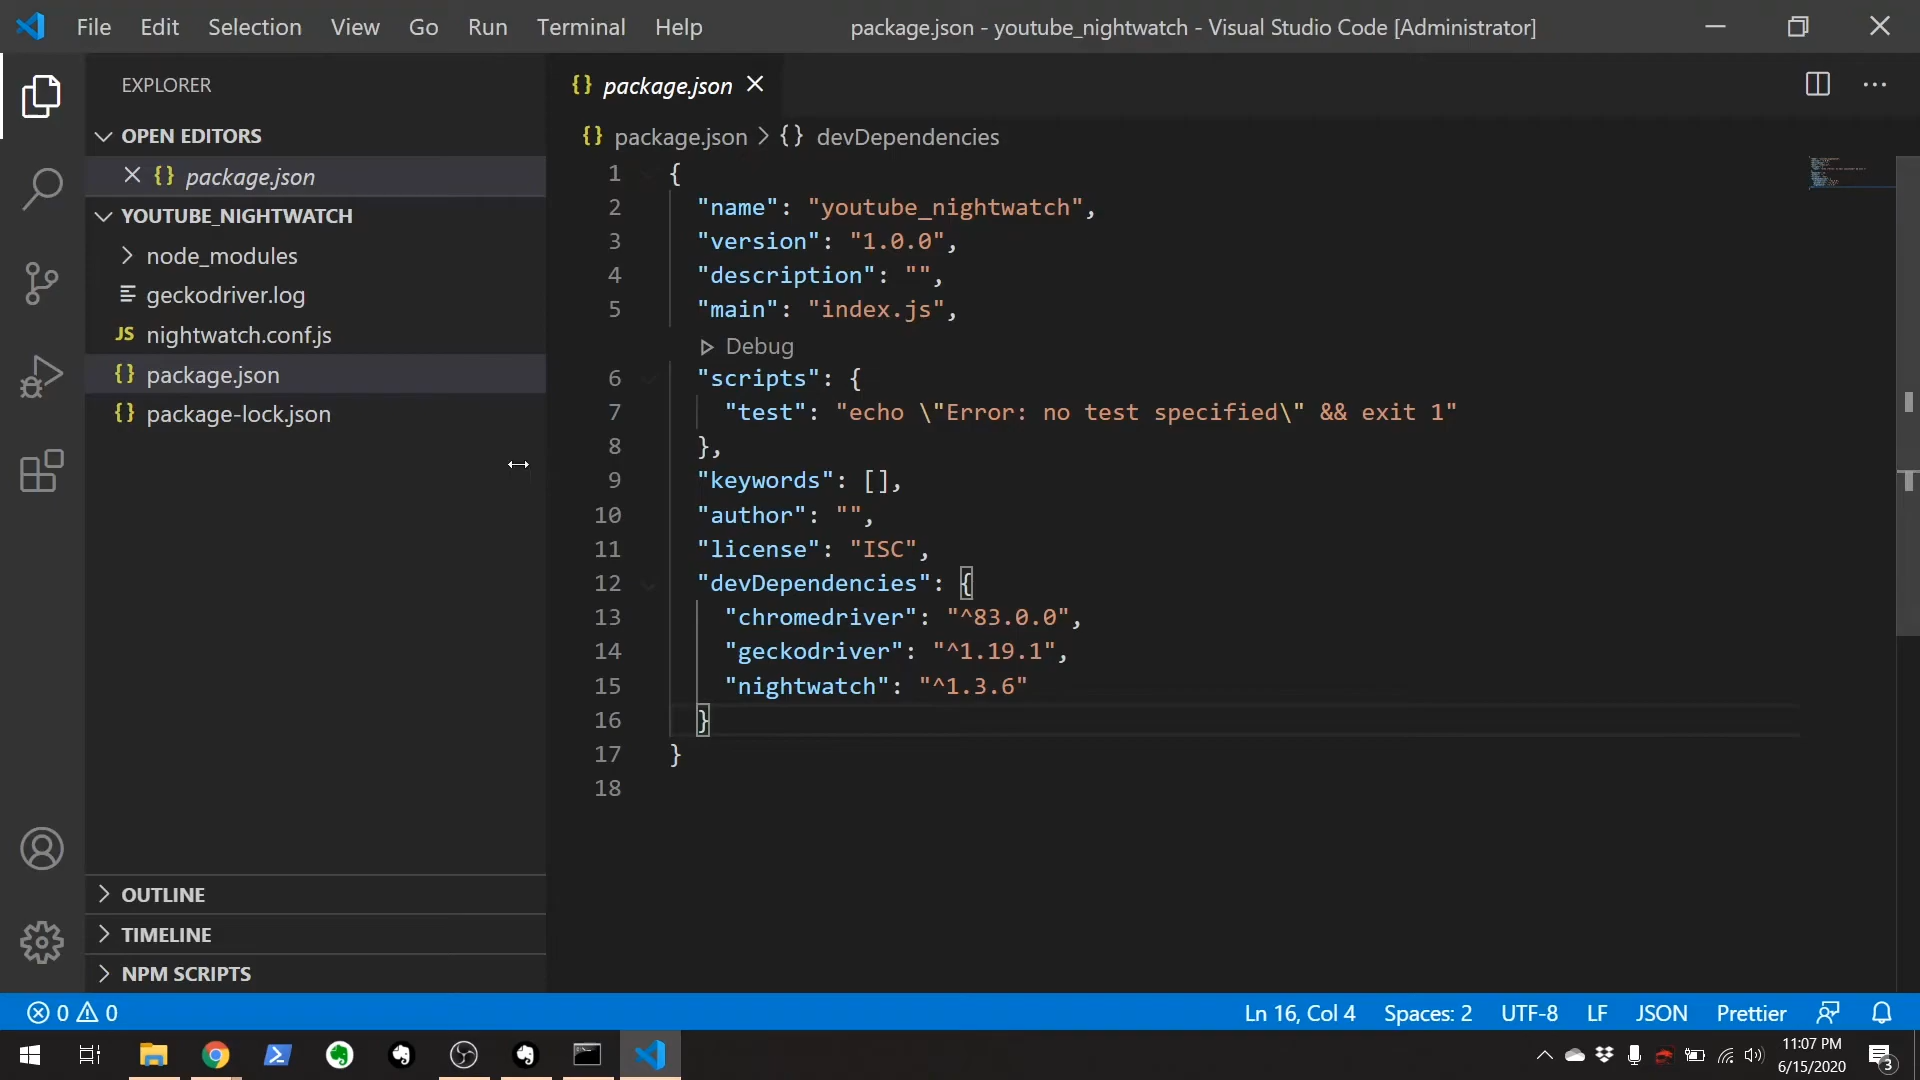 File Edit Selection View Go Run Terminal Help
package.json - youtube_nightwatch - Visual Studio Code [Administrator]
EXPLORER
OPEN EDITORS
{} package.json
YOUTUBE_NIGHTWATCH
node_modules
geckodriver.log
JS nightwatch.conf.js
{} package.json
{} package-lock.json
OUTLINE
TIMELINE
NPM SCRIPTS
{} package.json
{} package.json > {} devDependencies
1 {
2 "name": "youtube_nightwatch",
3 "version": "1.0.0",
4 "description": "",
5 "main": "index.js",
Debug
6 "scripts": {
7 "test": "echo \"Error: no test specified\" && exit 1"
8 },
9 "keywords": [],
10 "author": "",
11 "license": "ISC",
12 "devDependencies": {
13 "chromedriver": "^83.0.0",
14 "geckodriver": "^1.19.1",
15 "nightwatch": "^1.3.6"
16 }
17 }
18
0 0
Ln 16, Col 4 Spaces: 2 UTF-8 LF JSON Prettier
11:07 PM
6/15/2020
3